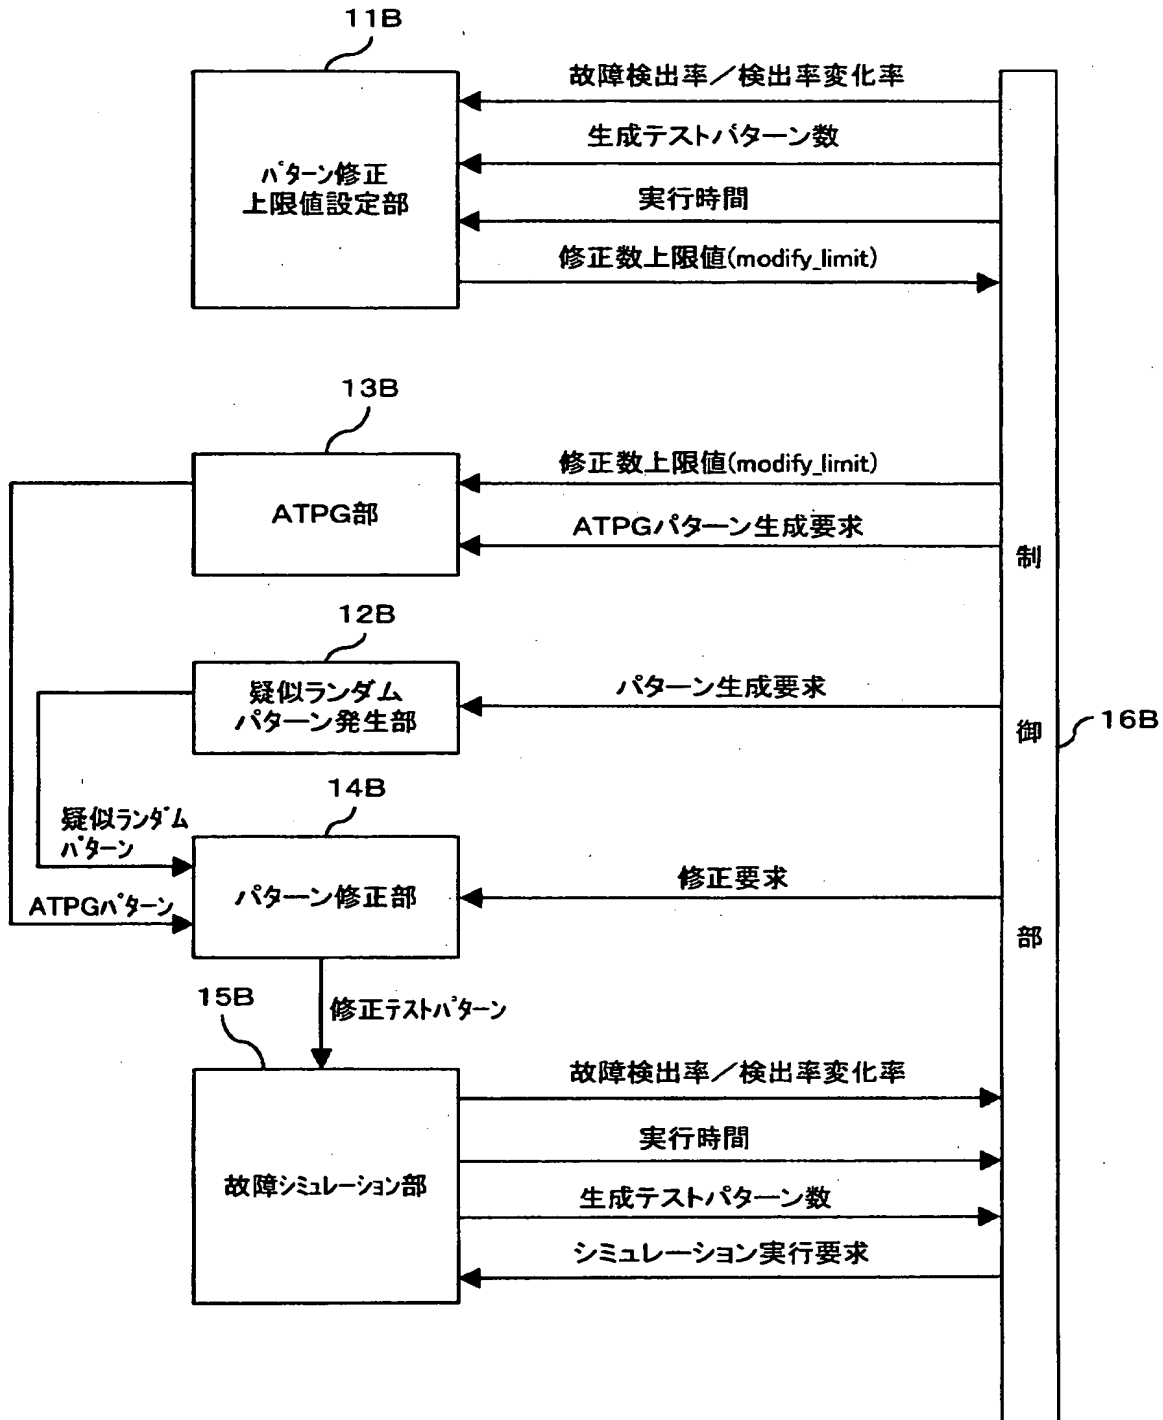 11B
故障検出率／検出率変化率
生成テストパターン数
パターン修正
上限値設定部
実行時間
修正数上限値(modify_limit)
13B
修正数上限値(modify_limit)
ATPG部
ATPGパターン生成要求
制
12B
疑似ランダム
パターン発生部
パターン生成要求
御
16B
14B
疑似ランダム
パターン
パターン修正部
修正要求
ATPGパターン
部
15B
修正テストパターン
故障検出率／検出率変化率
実行時間
故障シミュレーション部
生成テストパターン数
シミュレーション実行要求